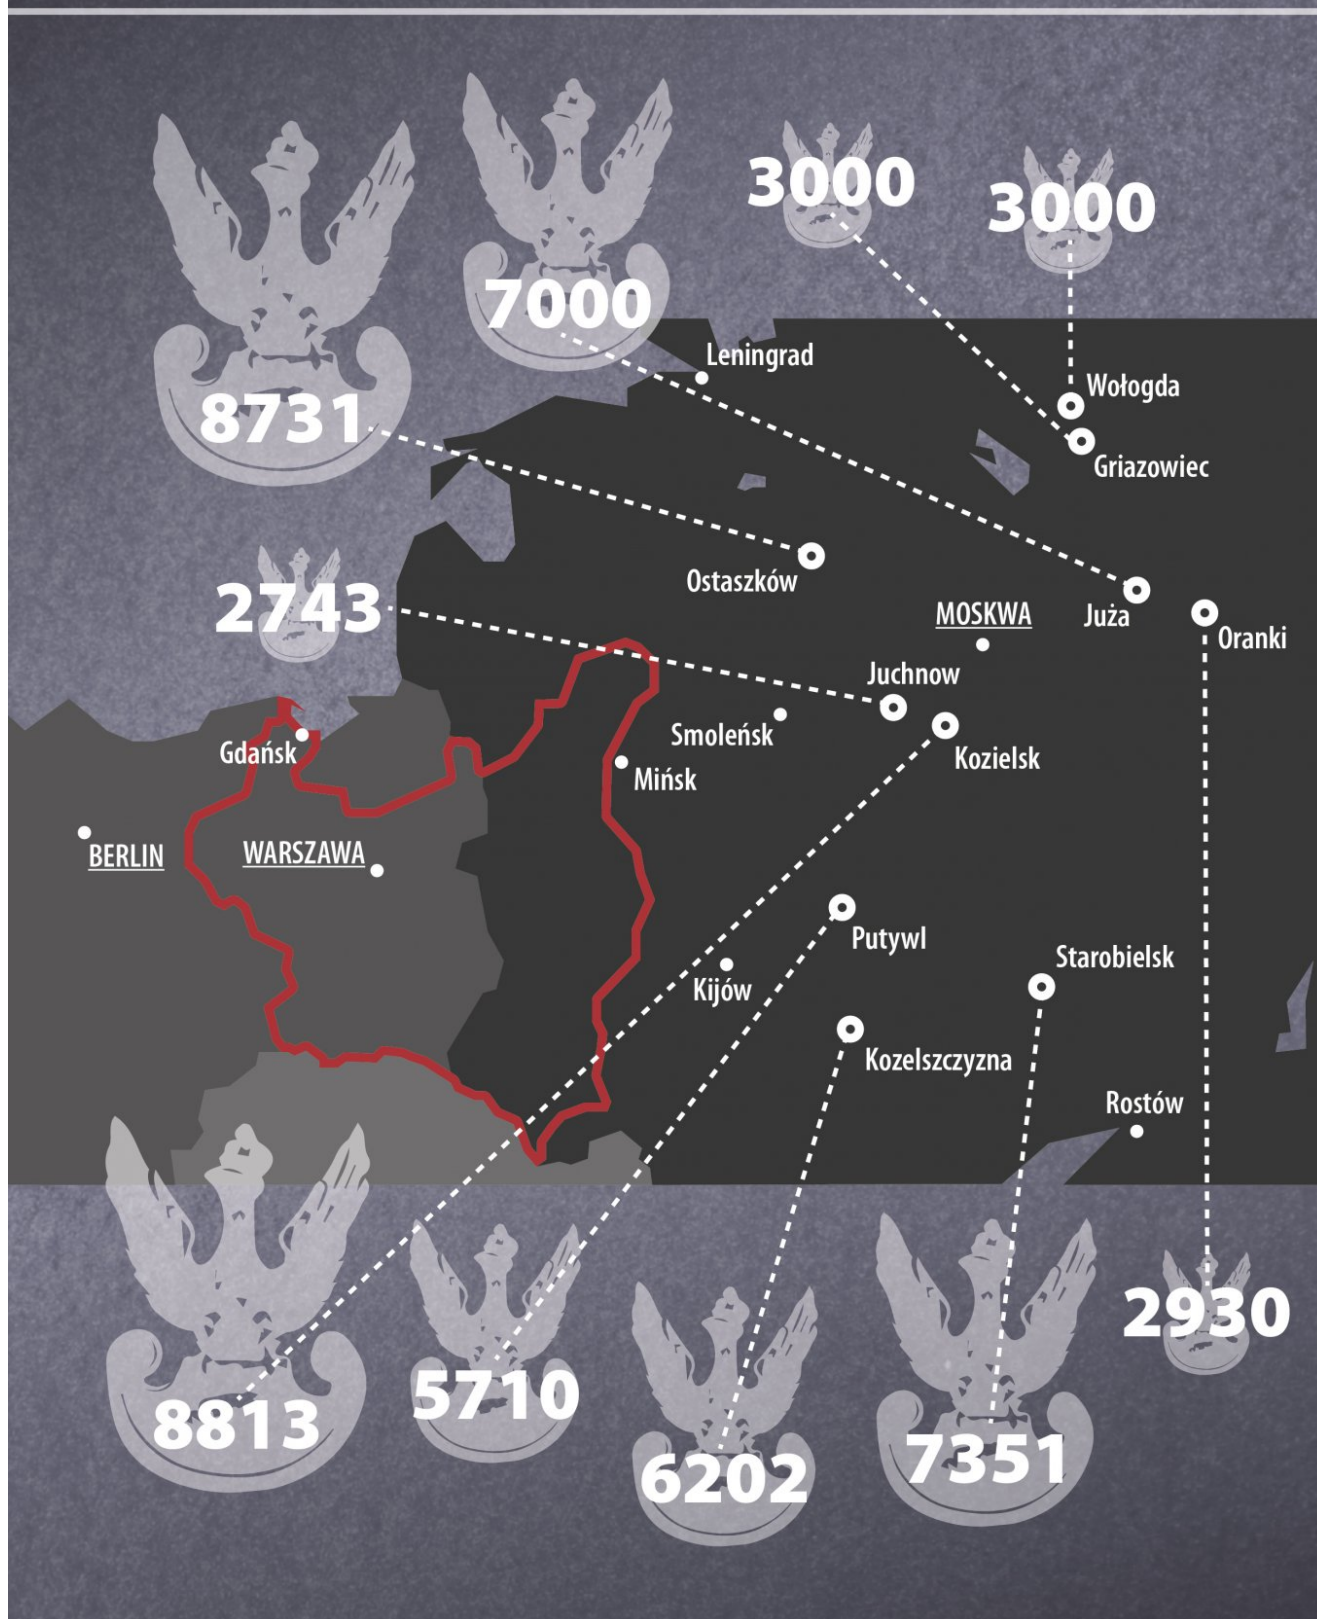 3000
3000
7000
Leningrad
Wołogda
8731
Griazowiec
Ostaszków
2743
MOSKWA
Juża
Oranki
Juchnow
Smoleńsk
Gdańsk
Kozielsk
Mińsk
BERLIN
WARSZAWA
Putywl
Starobielsk
Kijów
Kozelszczyzna
Rostów
2930
5710
8813
7351
6202